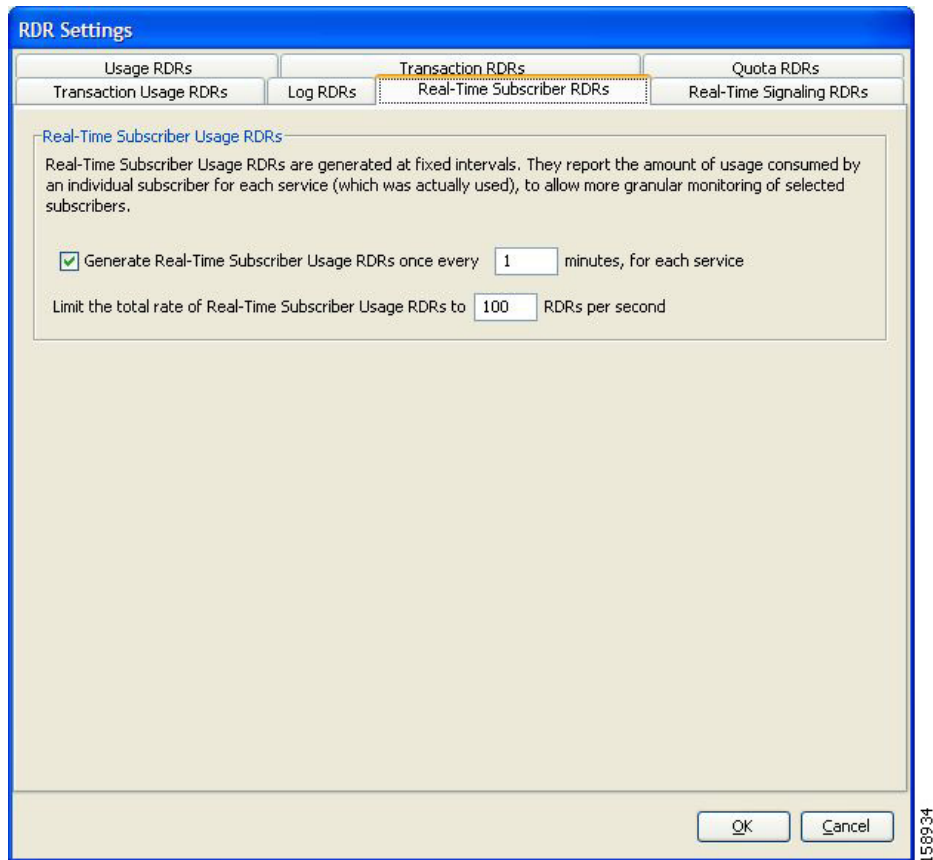 RDR Settings
Usage RDRs
Transaction RDRs
Quota RDRs
Transaction Usage RDRs
Log RDRs
Real-Time Subscriber RDRs
Real-Time Signaling RDRs
Real-Time Subscriber Usage RDRs
Real-Time Subscriber Usage RDRs are generated at fixed intervals. They report the amount of usage consumed by
an individual subscriber for each service (which was actually used), to allow more granular monitoring of selected
subscribers.
Generate Real-Time Subscriber Usage RDRs once every 1 minutes, for each service
Limit the total rate of Real-Time Subscriber Usage RDRs to 100 RDRs per second
OK
Cancel
158934